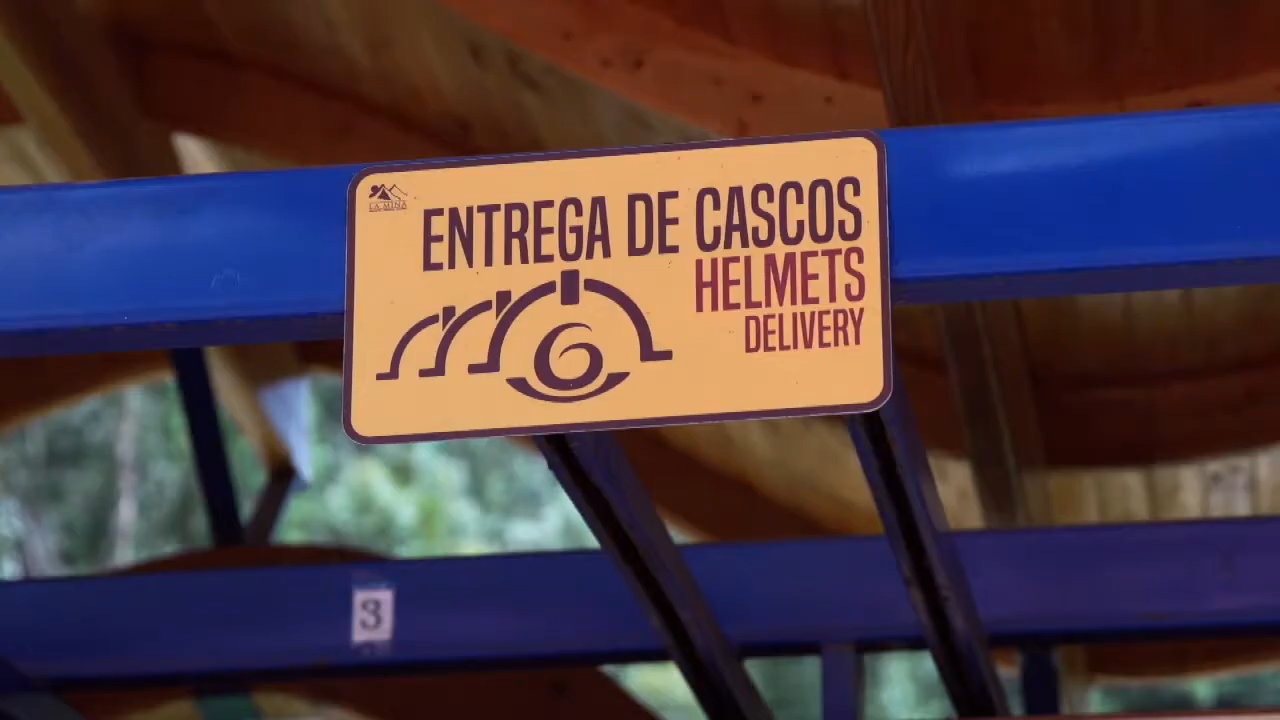 LA MINA
ENTREGA DE CASCOS
HELMETS
DELIVERY
3